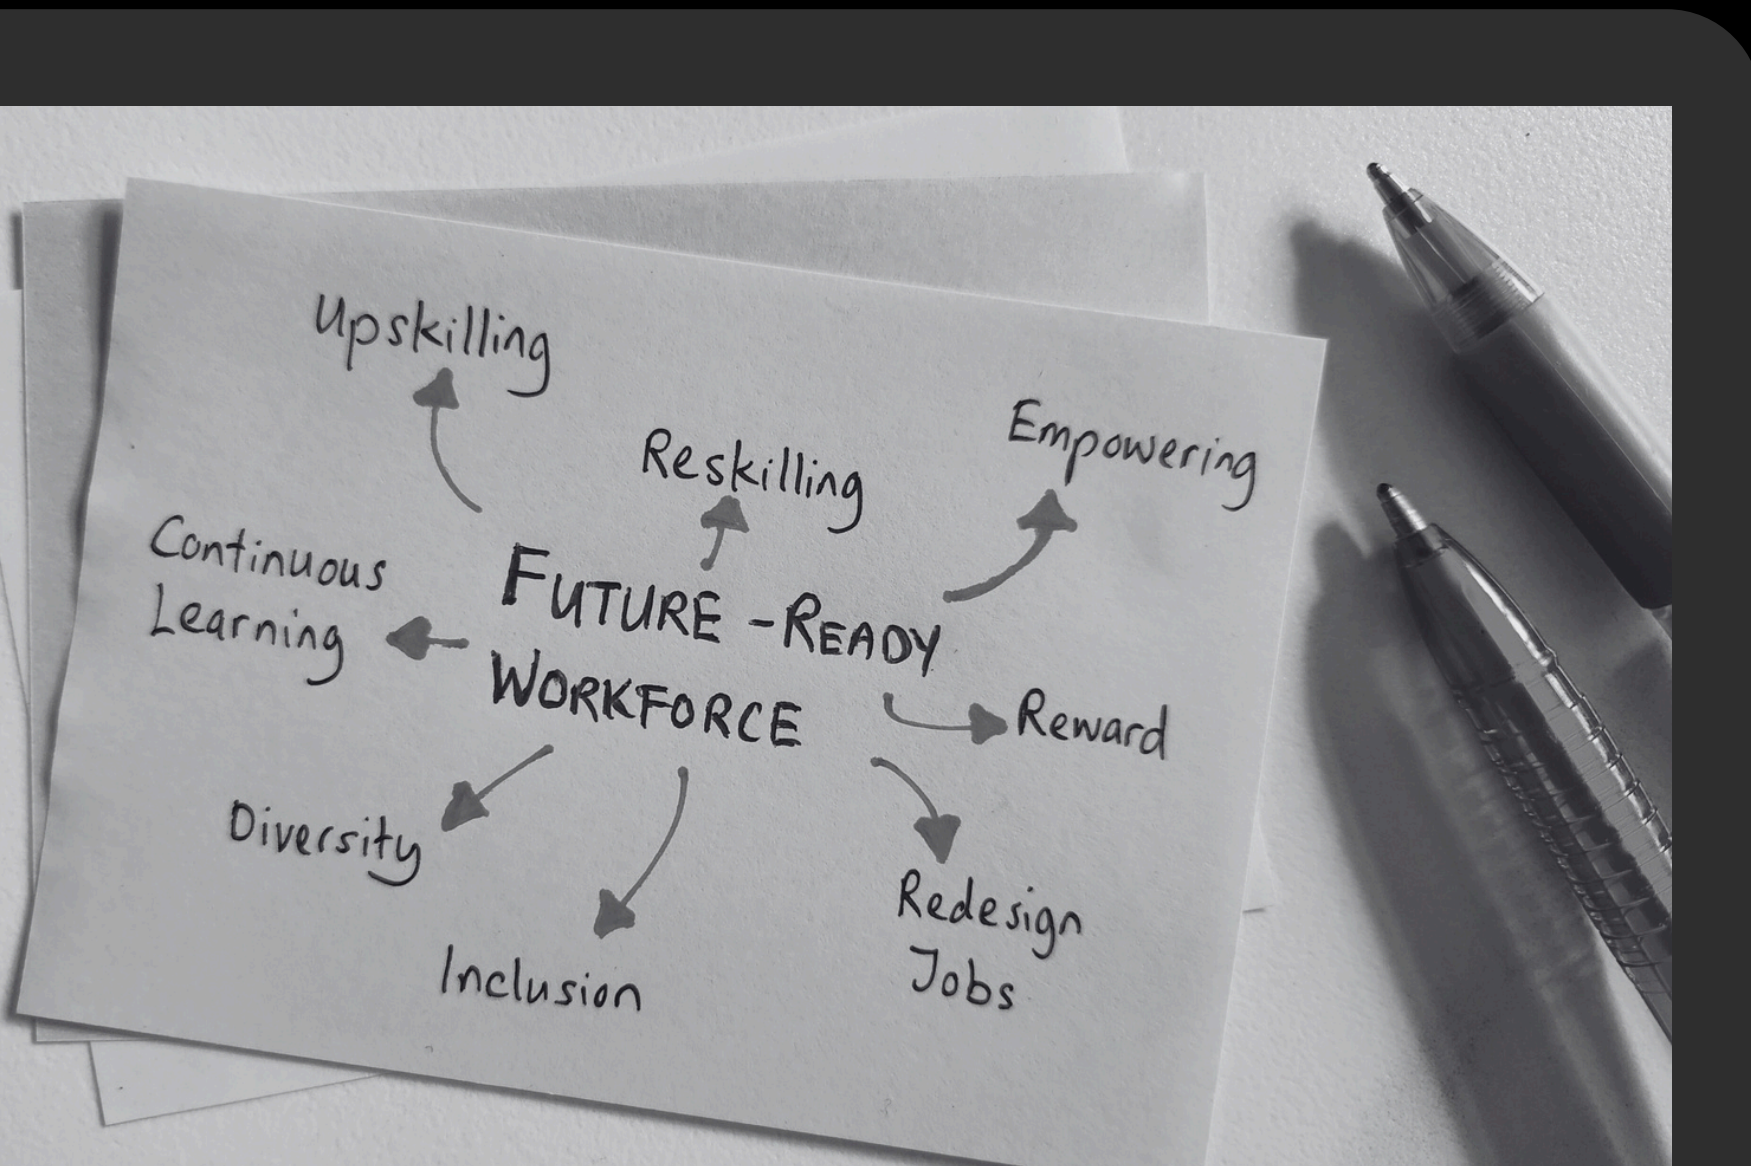 Upskilling
Reskilling
Empowering
Continuous
Learning
FUTURE-READY
WORKFORCE
Reward
Diversity
Inclusion
Redesign
Jobs